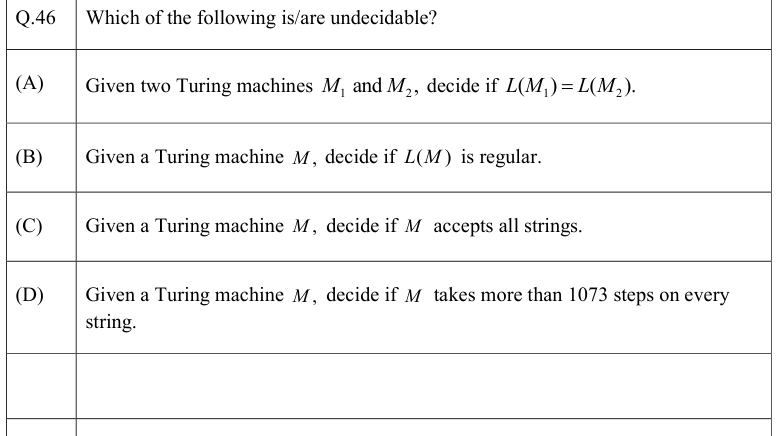 Q.46 Which of the following is/are undecidable?
(A) Given two Turing machines M₁ and M₂, decide if L(M₁) = L(M₂).
(B) Given a Turing machine M, decide if L(M) is regular.
(C) Given a Turing machine M, decide if M accepts all strings.
(D) Given a Turing machine M, decide if M takes more than 1073 steps on every
string.